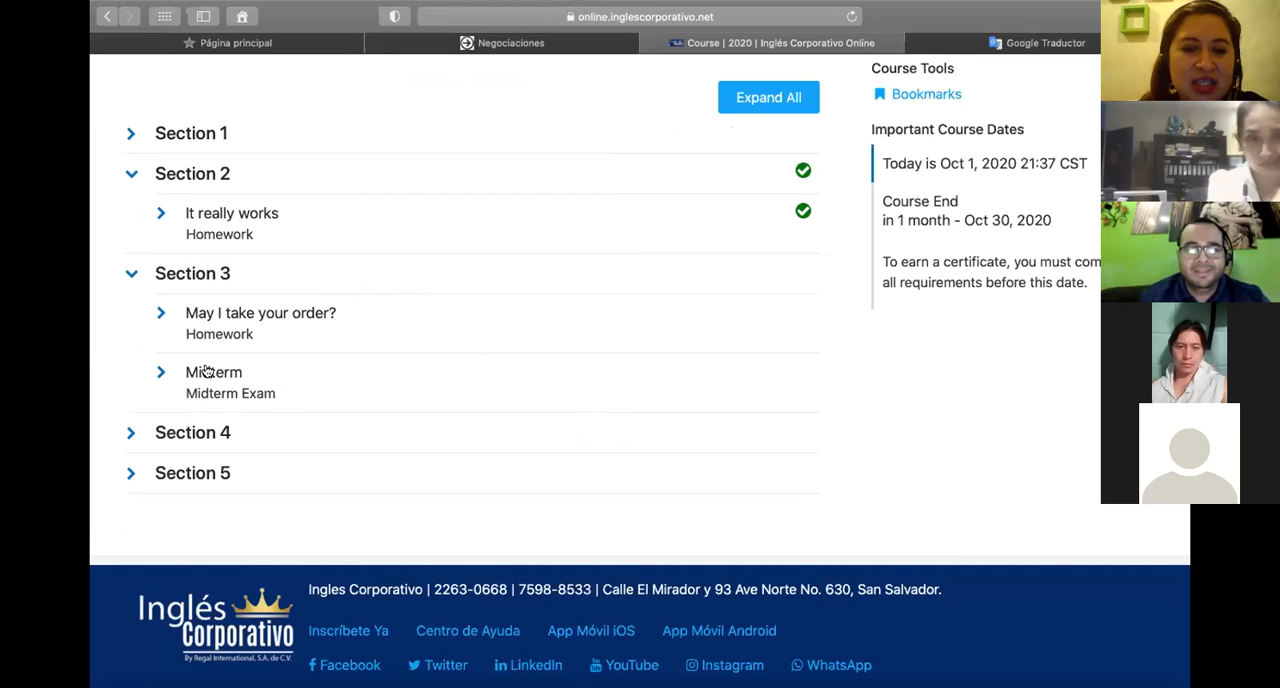 online.inglescorporativo.net
Página principal
Negociaciones
Course | 2020 | Inglés Corporativo Online
Google Traductor
Expand All
Section 1
Section 2
It really works
Homework
Section 3
May I take your order?
Homework
Midterm
Midterm Exam
Section 4
Section 5
Course Tools
Bookmarks
Important Course Dates
Today is Oct 1, 2020 21:37 CST
Course End
in 1 month - Oct 30, 2020
To earn a certificate, you must com
all requirements before this date.
Inglés
Corporativo
By Regal International, S.A. de C.V.
Ingles Corporativo | 2263-0668 | 7598-8533 | Calle El Mirador y 93 Ave Norte No. 630, San Salvador.
Inscríbete Ya Centro de Ayuda App Móvil iOS App Móvil Android
Facebook Twitter LinkedIn YouTube Instagram WhatsApp